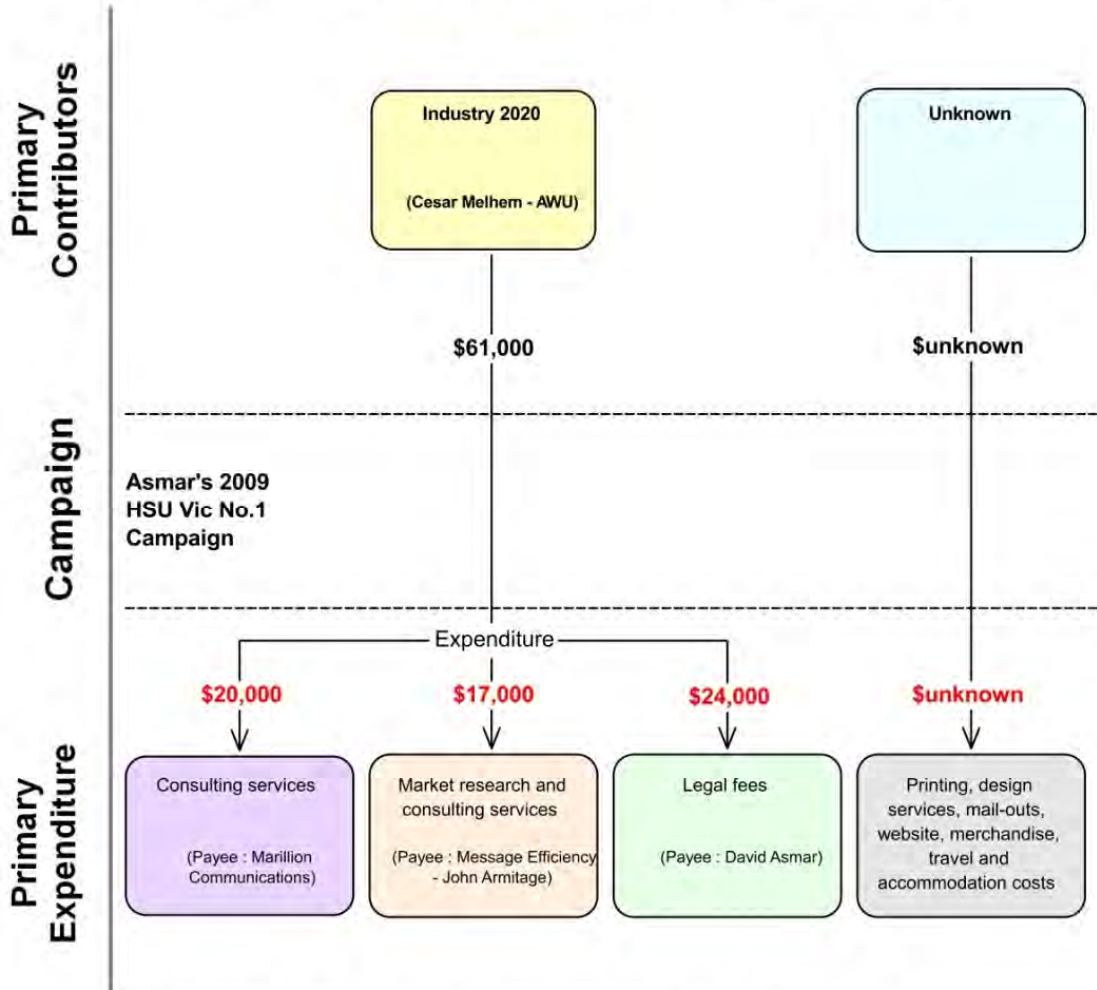 Primary
Contributors
Industry 2020
(Cesar Melhem - AWU)
Unknown
$61,000
$unknown
Campaign
Asmar's 2009
HSU Vic No.1
Campaign
Expenditure
$20,000
$17,000
$24,000
$unknown
Primary
Expenditure
Consulting services
(Payee : Marillion
Communications)
Market research and
consulting services
(Payee : Message Efficiency
- John Armitage)
Legal fees
(Payee : David Asmar)
Printing, design
services, mail-outs,
website, merchandise,
travel and
accommodation costs